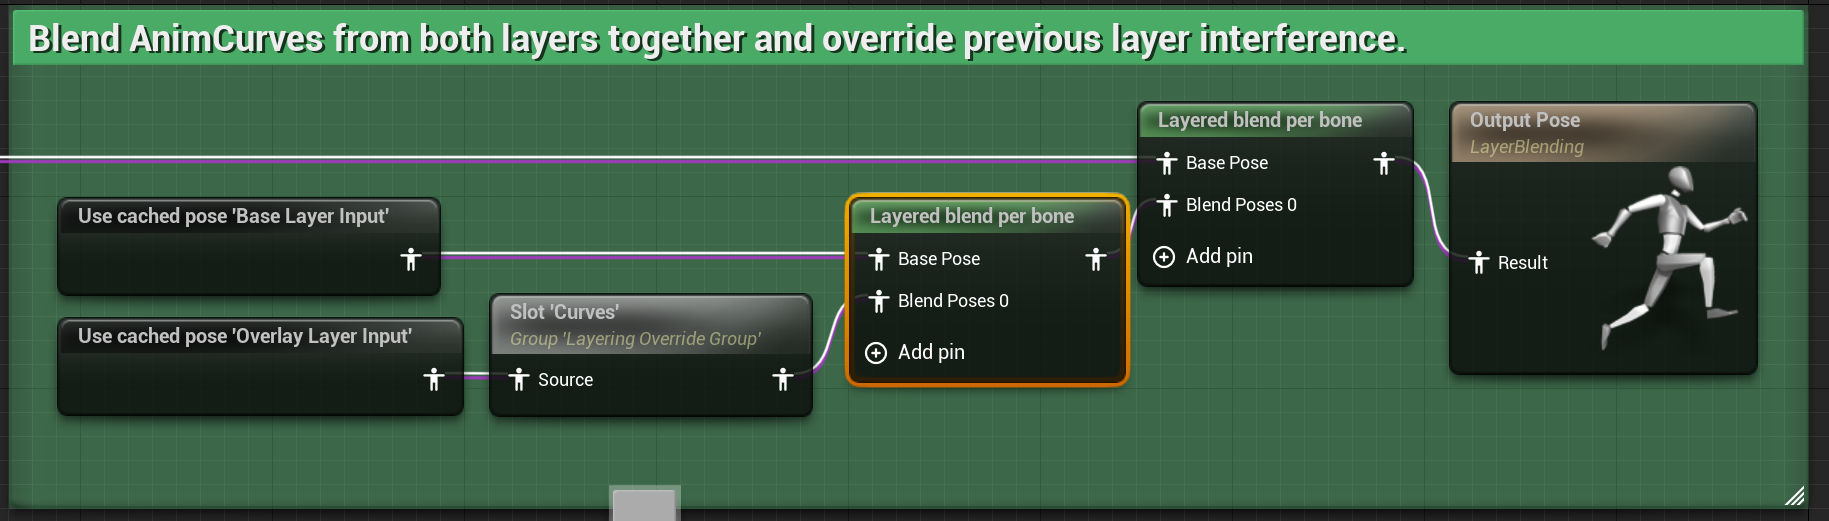 Blend AnimCurves from both layers together and override previous layer interference.
Layered blend per bone
Base Pose
Blend Poses 0
Add pin
Output Pose
LayerBlending
Result
Use cached pose 'Base Layer Input'
Layered blend per bone
Base Pose
Blend Poses 0
Add pin
Use cached pose 'Overlay Layer Input'
Slot 'Curves'
Group 'Layering Override Group'
Source